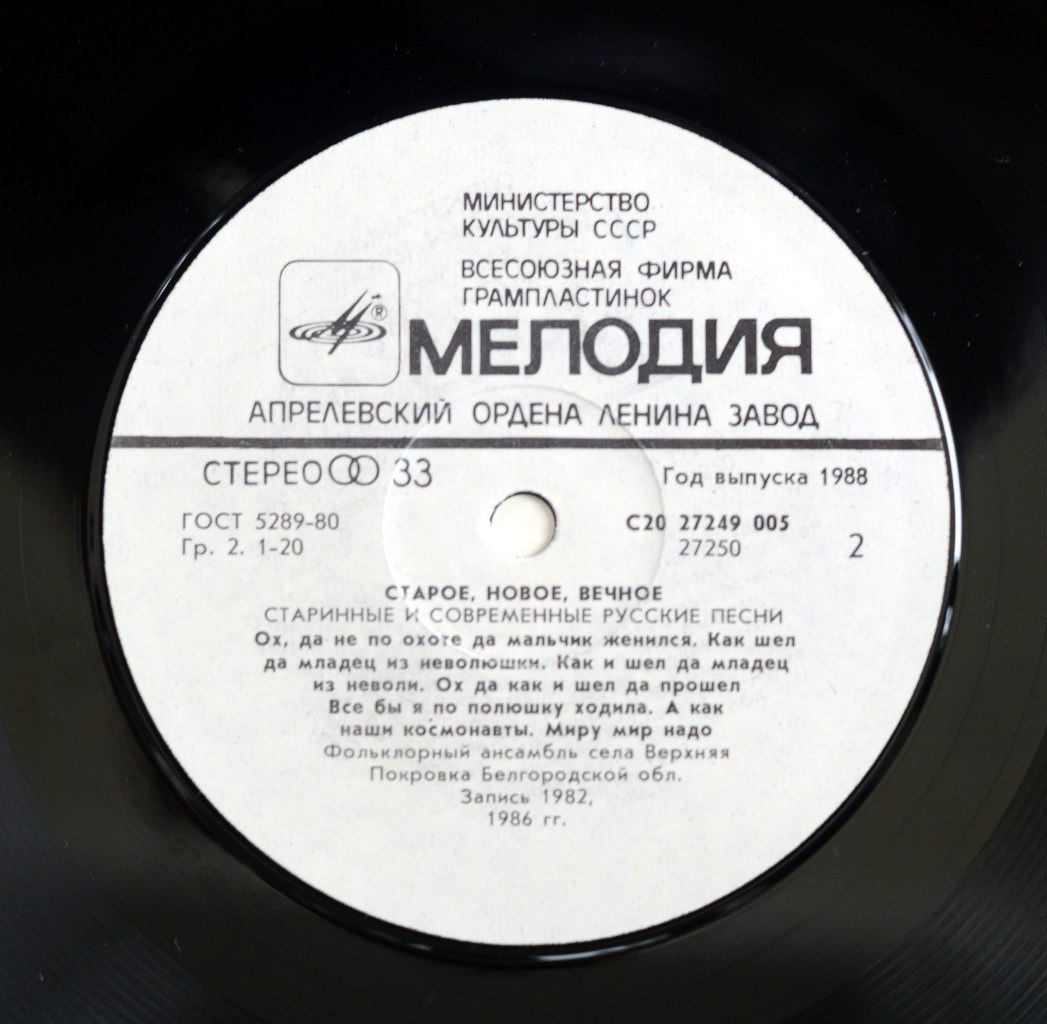 МИНИСТЕРСТВО
КУЛЬТУРЫ СССР
ВСЕСОЮЗНАЯ ФИРМА
ГРАМПЛАСТИНОК
®
МЕЛОДИЯ
АПРЕЛЕВСКИЙ ОРДЕНА ЛЕНИНА ЗАВОД
СТЕРЕО 33
Год выпуска 1988
ГОСТ 5289-80
Гр. 2. 1-20
С20 27249 005
27250
2
СТАРОЕ, НОВОЕ, ВЕЧНОЕ
СТАРИННЫЕ И СОВРЕМЕННЫЕ РУССКИЕ ПЕСНИ
Ох, да не по охоте да мальчик женился. Как шел
да младец из неволюшки. Как и шел да младец
из неволи. Ох да как и шел да прошел
Все бы я по полюшку ходила. А как
наши космонавты. Миру мир надо
Фольклорный ансамбль села Верхняя
Покровка Белгородской обл.
Запись 1982,
1986 гг.